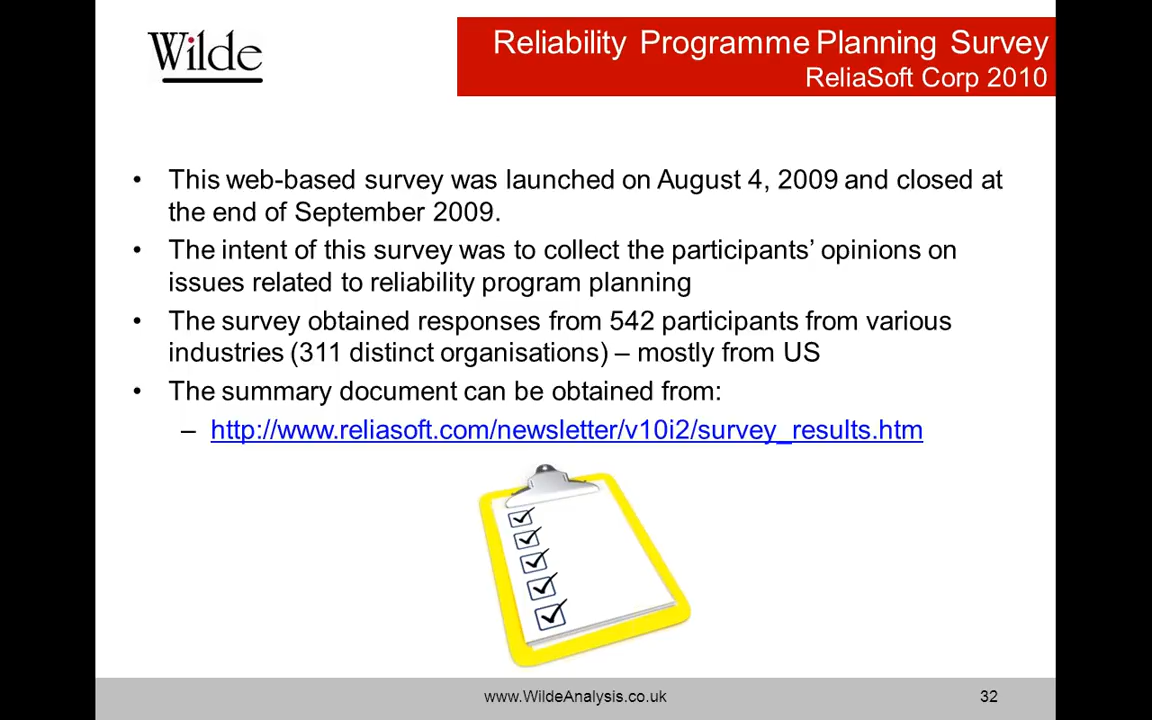 Wilde
Reliability Programme Planning Survey
ReliaSoft Corp 2010
• This web-based survey was launched on August 4, 2009 and closed at
the end of September 2009.
• The intent of this survey was to collect the participants’ opinions on
issues related to reliability program planning
• The survey obtained responses from 542 participants from various
industries (311 distinct organisations) – mostly from US
• The summary document can be obtained from:
– http://www.reliasoft.com/newsletter/v10i2/survey_results.htm
www.WildeAnalysis.co.uk
32